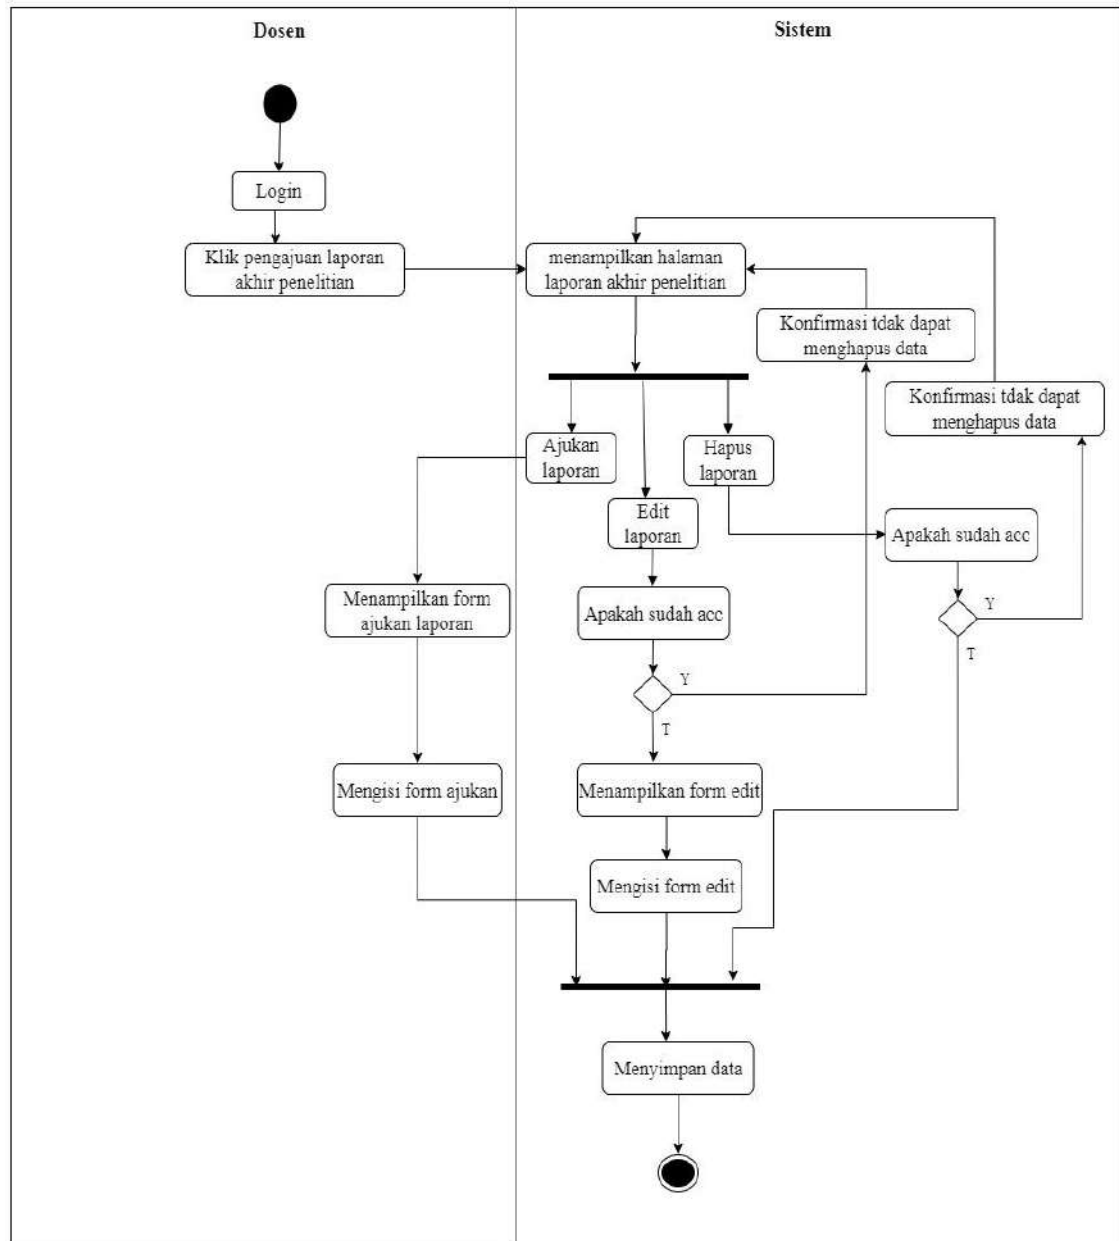 Dosen
Sistem
Login
Klik pengajuan laporan
akhir penelitian
menampilkan halaman
laporan akhir penelitian
Konfirmasi tdak dapat
menghapus data
Konfirmasi tdak dapat
menghapus data
Ajukan
laporan
Hapus
laporan
Edit
laporan
Apakah sudah acc
Menampilkan form
ajukan laporan
Apakah sudah acc
Y
T
Y
T
Mengisi form ajukan
Menampilkan form edit
Mengisi form edit
Menyimpan data